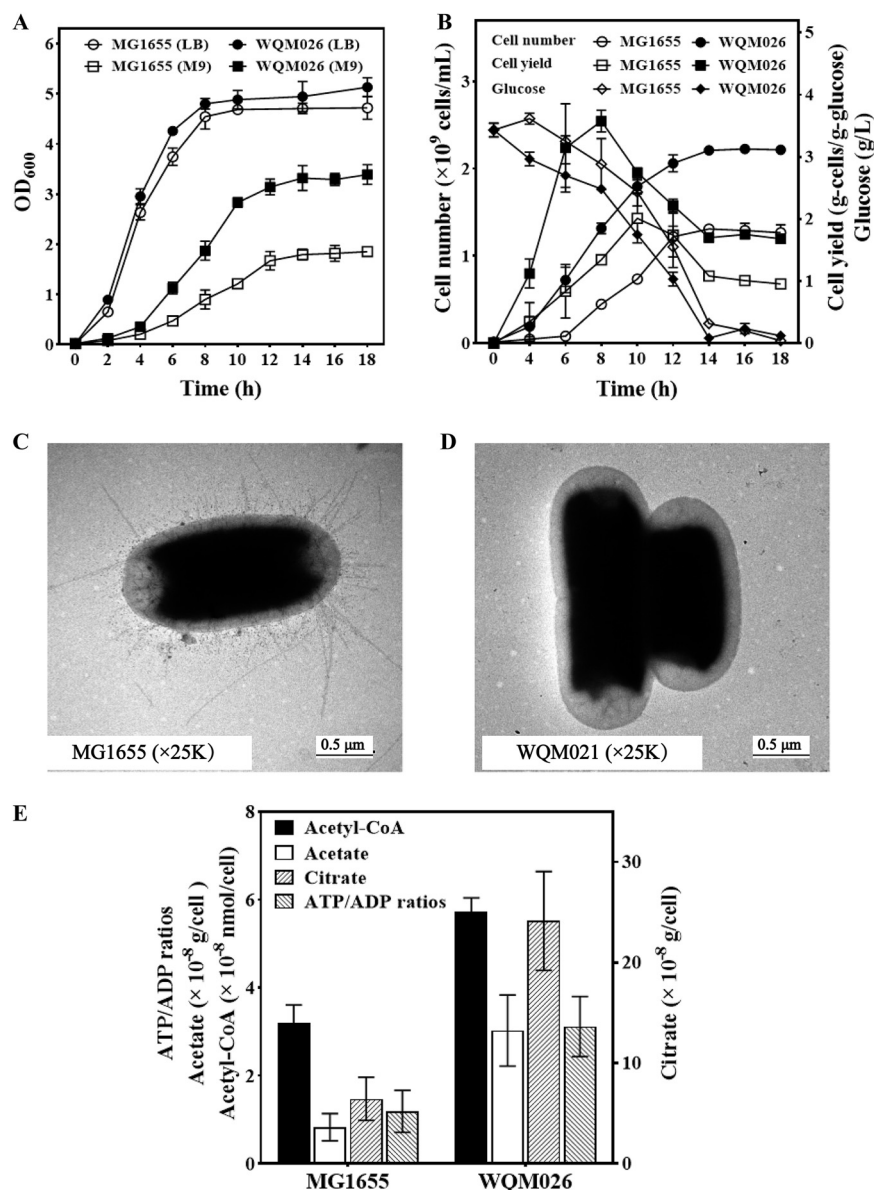 A
MG1655 (LB) WQM026 (LB)
MG1655 (M9) WQM026 (M9)
6
5
4
3
2
1
0
OD600
0 2 4 6 8 10 12 14 16 18
Time (h)
B
Cell number MG1655 WQM026
Cell yield MG1655 WQM026
Glucose MG1655 WQM026
3
2
1
0
Cell number (×10⁹ cells/mL)
5
4
3
2
1
0
Cell yield (g-cells/g-glucose)
Glucose (g/L)
0 2 4 6 8 10 12 14 16 18
Time (h)
C
MG1655 (×25K)
0.5 μm
D
WQM021 (×25K)
0.5 μm
E
Acetyl-CoA
Acetate
Citrate
ATP/ADP ratios
8
6
4
2
0
ATP/ADP ratios
Acetate (× 10⁻⁸ g/cell )
Acetyl-CoA (× 10⁻⁸ nmol/cell)
30
20
10
0
Citrate (× 10⁻⁸ g/cell)
MG1655 WQM026